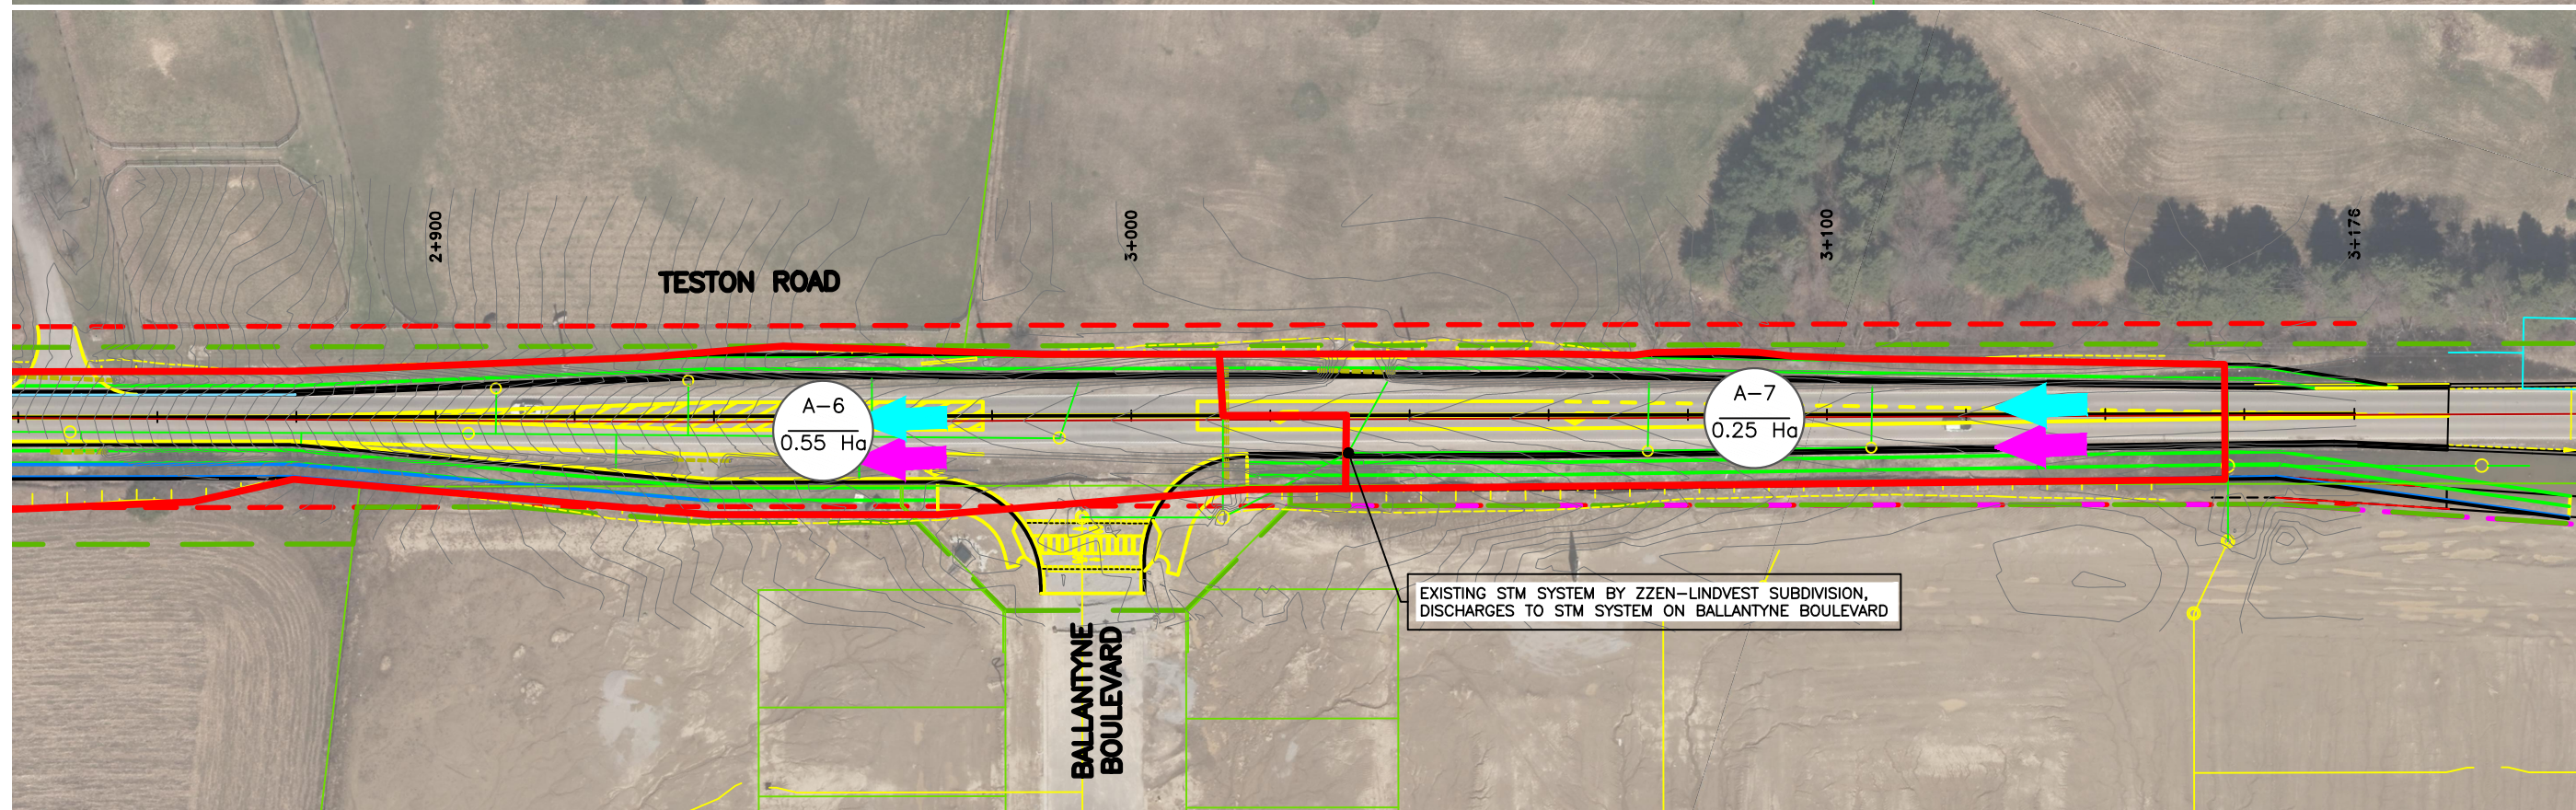 2+900
3+000
3+100
3+176
TESTON ROAD
A-6
0.55 Ha
A-7
0.25 Ha
EXISTING STM SYSTEM BY ZZEN-LINDVEST SUBDIVISION,
DISCHARGES TO STM SYSTEM ON BALLANTYNE BOULEVARD
BALLANTYNE
BOULEVARD